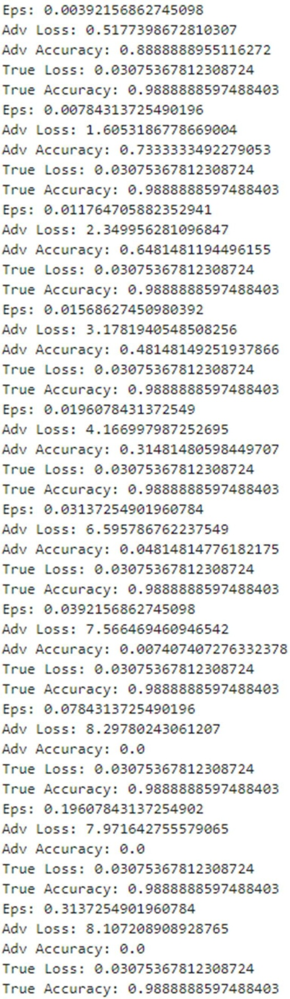 Eps: 0.00392156862745098
Adv Loss: 0.5177398672810307
Adv Accuracy: 0.8888888955116272
True Loss: 0.03075367812308724
True Accuracy: 0.9888888597488403
Eps: 0.00784313725490196
Adv Loss: 1.6053186778669004
Adv Accuracy: 0.7333333492279053
True Loss: 0.03075367812308724
True Accuracy: 0.9888888597488403
Eps: 0.011764705882352941
Adv Loss: 2.349956281096847
Adv Accuracy: 0.6481481194496155
True Loss: 0.03075367812308724
True Accuracy: 0.9888888597488403
Eps: 0.01568627450980392
Adv Loss: 3.1781940548508256
Adv Accuracy: 0.48148149251937866
True Loss: 0.03075367812308724
True Accuracy: 0.9888888597488403
Eps: 0.0196078431372549
Adv Loss: 4.166997987252695
Adv Accuracy: 0.31481480598449707
True Loss: 0.03075367812308724
True Accuracy: 0.9888888597488403
Eps: 0.03137254901960784
Adv Loss: 6.595786762237549
Adv Accuracy: 0.04814814776182175
True Loss: 0.03075367812308724
True Accuracy: 0.9888888597488403
Eps: 0.0392156862745098
Adv Loss: 7.566469460946542
Adv Accuracy: 0.007407407276332378
True Loss: 0.03075367812308724
True Accuracy: 0.9888888597488403
Eps: 0.0784313725490196
Adv Loss: 8.29780243061207
Adv Accuracy: 0.0
True Loss: 0.03075367812308724
True Accuracy: 0.9888888597488403
Eps: 0.19607843137254902
Adv Loss: 7.971642755579065
Adv Accuracy: 0.0
True Loss: 0.03075367812308724
True Accuracy: 0.9888888597488403
Eps: 0.3137254901960784
Adv Loss: 8.107208908928765
Adv Accuracy: 0.0
True Loss: 0.03075367812308724
True Accuracy: 0.9888888597488403